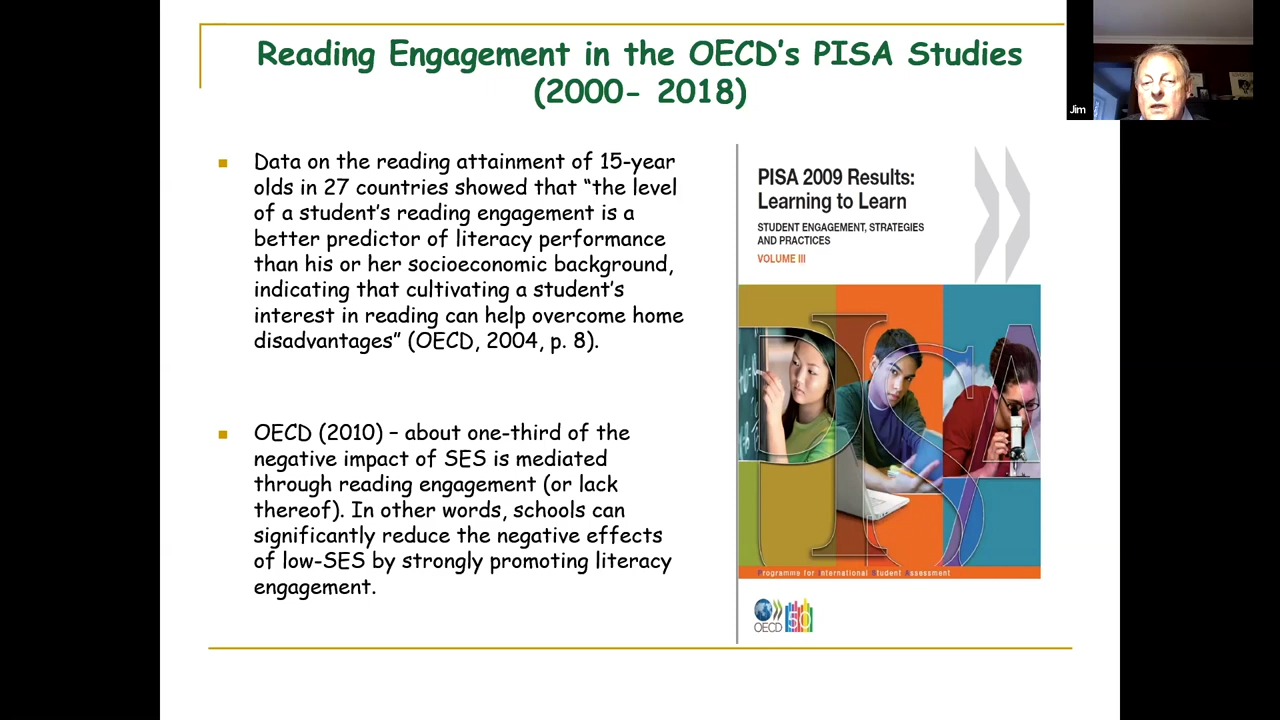 Reading Engagement in the OECD's PISA Studies
(2000- 2018)
Jim
Data on the reading attainment of 15-year
olds in 27 countries showed that “the level
of a student's reading engagement is a
better predictor of literacy performance
than his or her socioeconomic background,
indicating that cultivating a student's
interest in reading can help overcome home
disadvantages” (OECD, 2004, p. 8).
OECD (2010) – about one-third of the
negative impact of SES is mediated
through reading engagement (or lack
thereof). In other words, schools can
significantly reduce the negative effects
of low-SES by strongly promoting literacy
engagement.
PISA 2009 Results:
Learning to Learn
STUDENT ENGAGEMENT, STRATEGIES
AND PRACTICES
VOLUME III
PISA
Programme for International Student Assessment
OECD
50